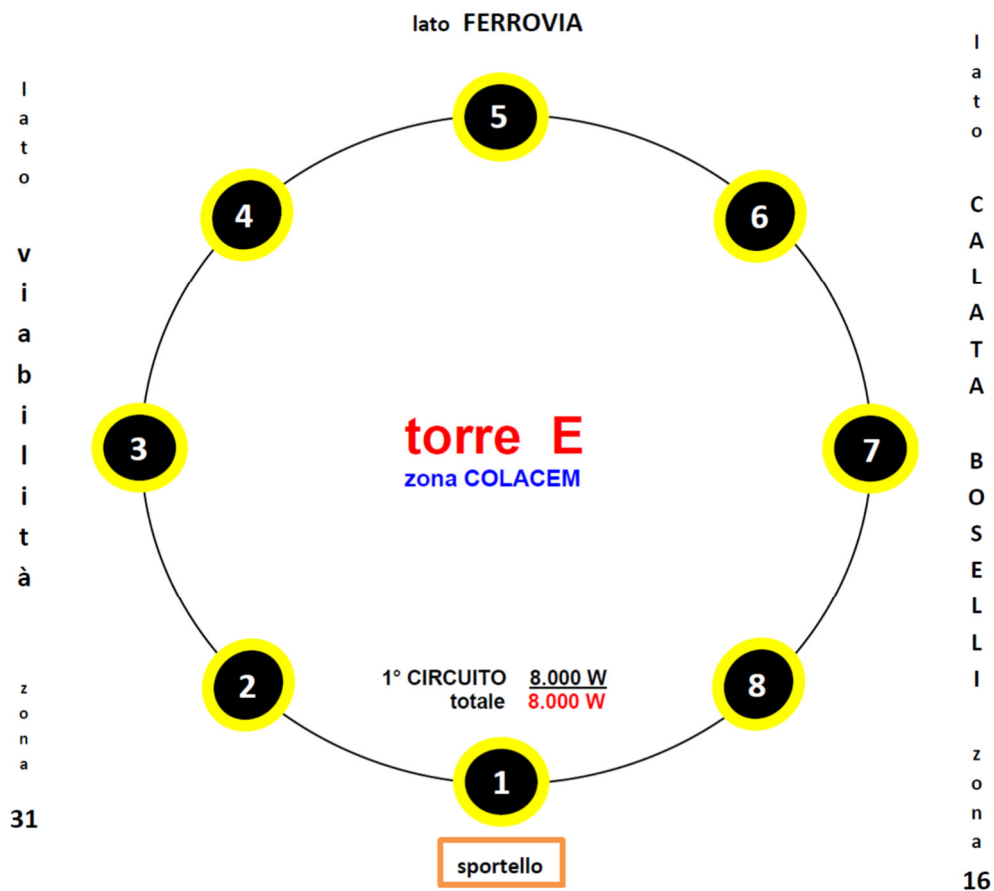 lato FERROVIA
lato viabilità zona 31
lato CALATA BOSELLI zona 16
5
4
6
3
7
torre E
zona COLACEM
2
8
1° CIRCUITO 8.000 W
totale 8.000 W
1
sportello